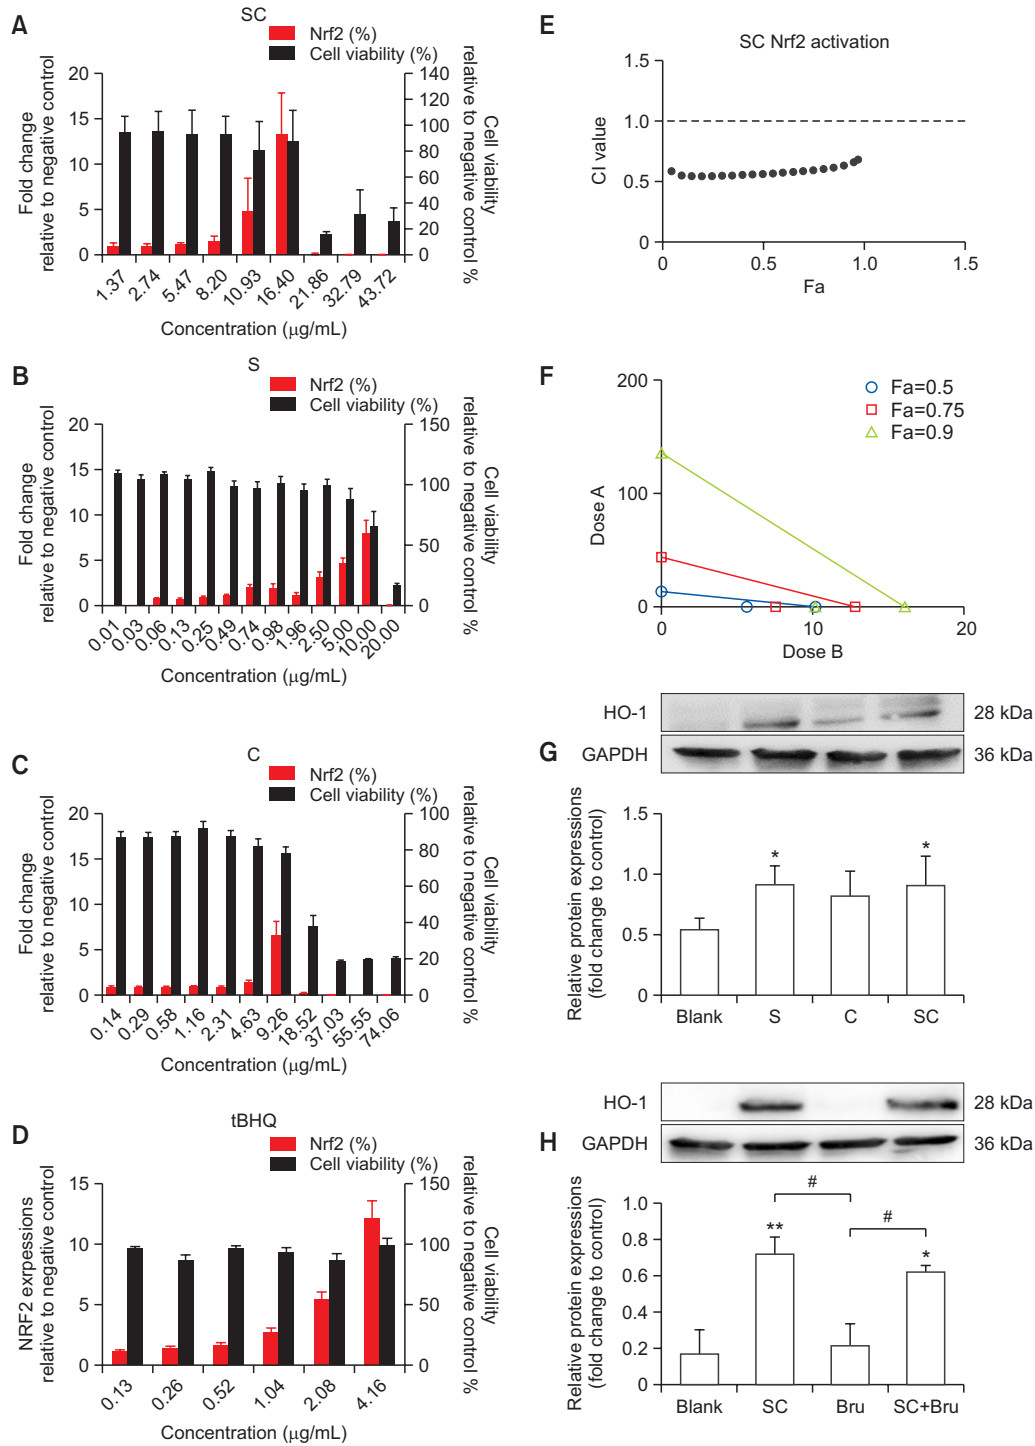 A
SC
Nrf2 (%)
Cell viability (%)
Fold change
relative to negative control
20
15
10
5
0
140
120
100
80
60
40
20
0
Cell viability
relative to negative control %
1.37 2.74 5.47 8.20 10.93 16.40 21.86 32.79 43.72
Concentration (μg/mL)
B
S
Nrf2 (%)
Cell viability (%)
Fold change
relative to negative control
20
15
10
5
0
150
100
50
0
Cell viability
relative to negative control %
0.01 0.03 0.06 0.13 0.25 0.49 0.74 0.98 1.96 2.50 5.00 10.00 20.00
Concentration (μg/mL)
C
C
Nrf2 (%)
Cell viability (%)
Fold change
relative to negative control
20
15
10
5
0
100
80
60
40
20
0
Cell viability
relative to negative control %
0.14 0.29 0.58 1.16 2.31 4.63 9.26 18.52 37.03 55.55 74.06
Concentration (μg/mL)
D
tBHQ
Nrf2 (%)
Cell viability (%)
NRF2 expressions
relative to negative control
15
10
5
0
150
100
50
0
Cell viability
relative to negative control %
0.13 0.26 0.52 1.04 2.08 4.16
Concentration (μg/mL)
E
SC Nrf2 activation
CI value
1.5
1.0
0.5
0
0 0.5 1.0 1.5
Fa
F
Fa=0.5
Fa=0.75
Fa=0.9
Dose A
200
100
0
0 10 20
Dose B
HO-1 28 kDa
GAPDH 36 kDa
G
Relative protein expressions
(fold change to control)
1.5
1.0
0.5
0
* *
Blank S C SC
HO-1 28 kDa
GAPDH 36 kDa
H
Relative protein expressions
(fold change to control)
1.0
0.8
0.6
0.4
0.2
0
#
#
** *
Blank SC Bru SC+Bru